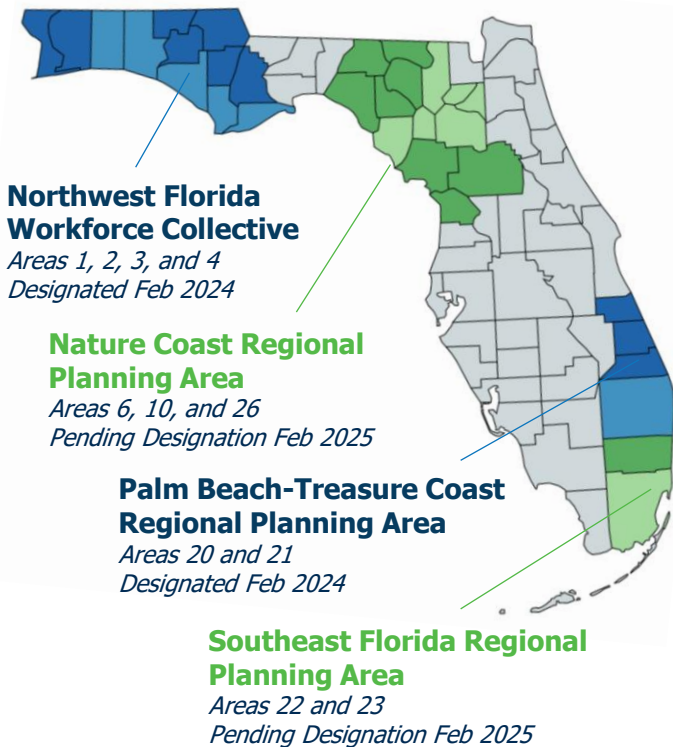 Northwest Florida
Workforce Collective
Areas 1, 2, 3, and 4
Designated Feb 2024
Nature Coast Regional
Planning Area
Areas 6, 10, and 26
Pending Designation Feb 2025
Palm Beach-Treasure Coast
Regional Planning Area
Areas 20 and 21
Designated Feb 2024
Southeast Florida Regional
Planning Area
Areas 22 and 23
Pending Designation Feb 2025